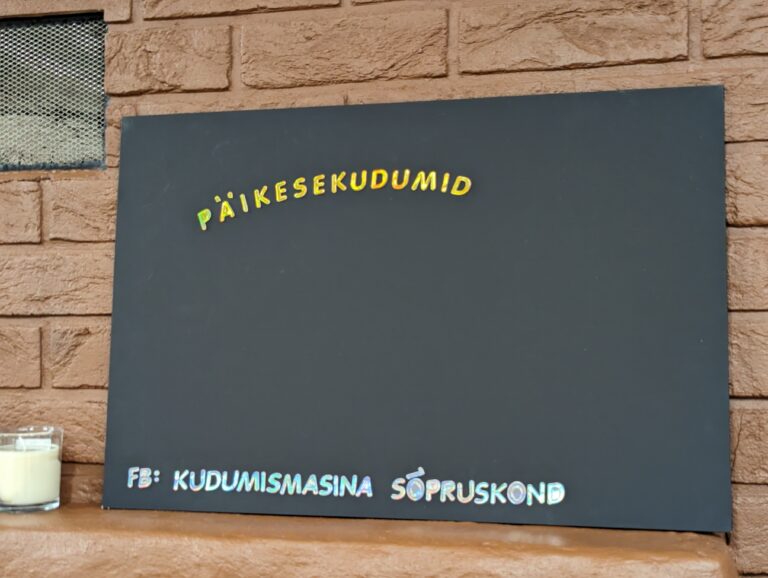 PÄIKESEKUDUMID
FB: KUDUMISMASINA SÕPRUSKOND